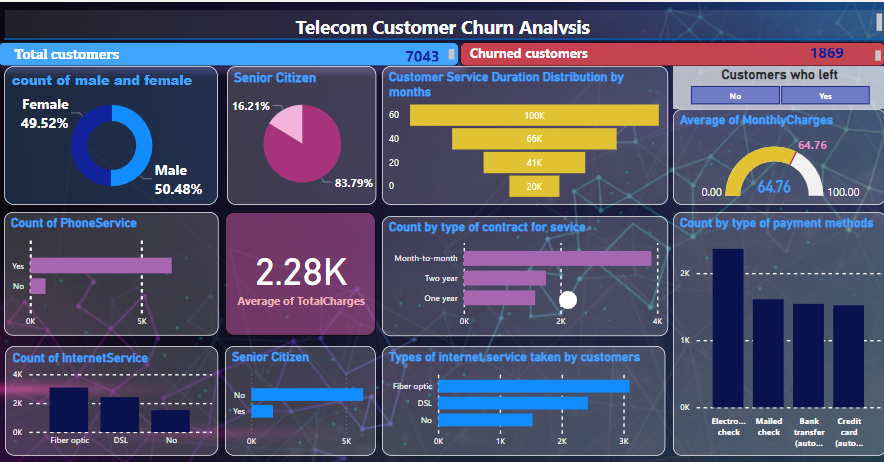 Telecom Customer Churn Analysis
Total customers
7043
Churned customers
1869
count of male and female
Female
49.52%
Male
50.48%
Senior Citizen
16.21%
83.79%
Customer Service Duration Distribution by
months
60
100K
40
66K
20
41K
0
20K
Customers who left
No
Yes
Average of MonthlyCharges
64.76
0.00
64.76
100.00
Count of PhoneService
Yes
No
0K
5K
2.28K
Average of TotalCharges
Count by type of contract for sevice
Month-to-month
Two year
One year
0K
2K
4K
Count by type of payment methods
2K
1K
0K
Electro...
check
Mailed
check
Bank
transfer
(auto...
Credit
card
(auto...
Count of InternetService
4K
2K
0K
Fiber optic
DSL
No
Senior Citizen
No
Yes
0K
5K
Types of internet service taken by customers
Fiber optic
DSL
No
0K
1K
2K
3K